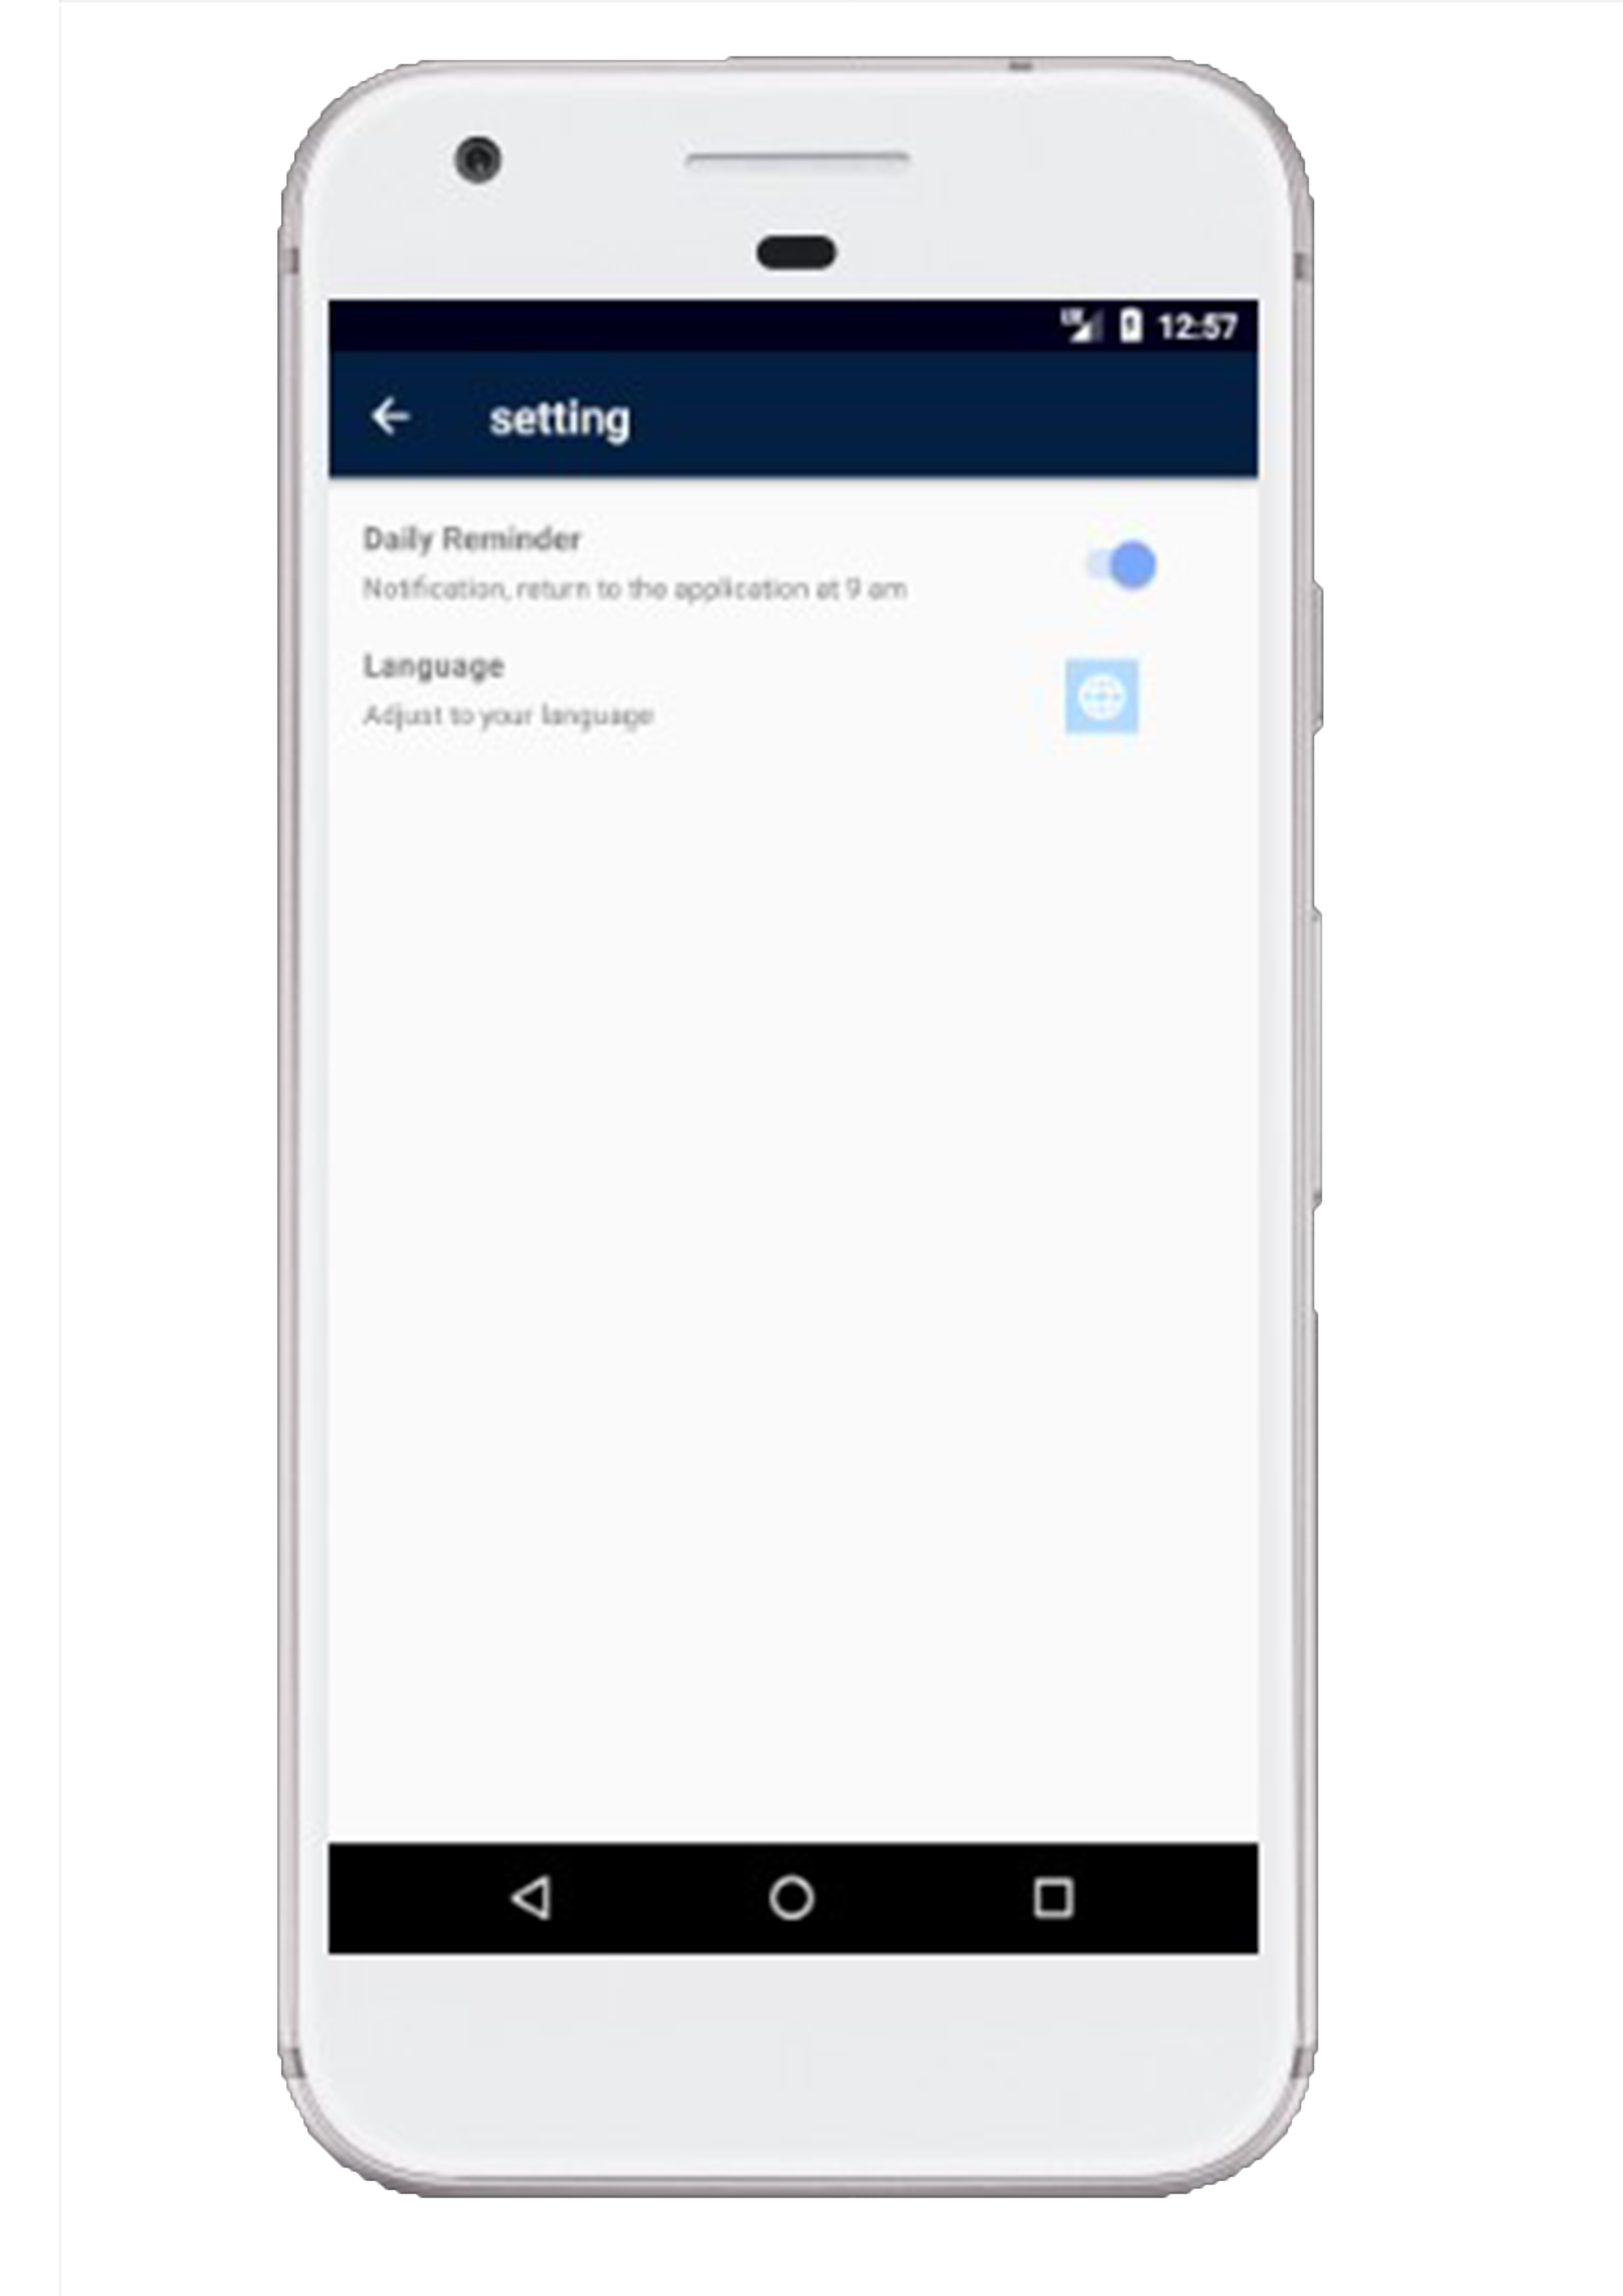 12:57
setting
Daily Reminder
Notification, return to the application at 9 am
Language
Adjust to your language